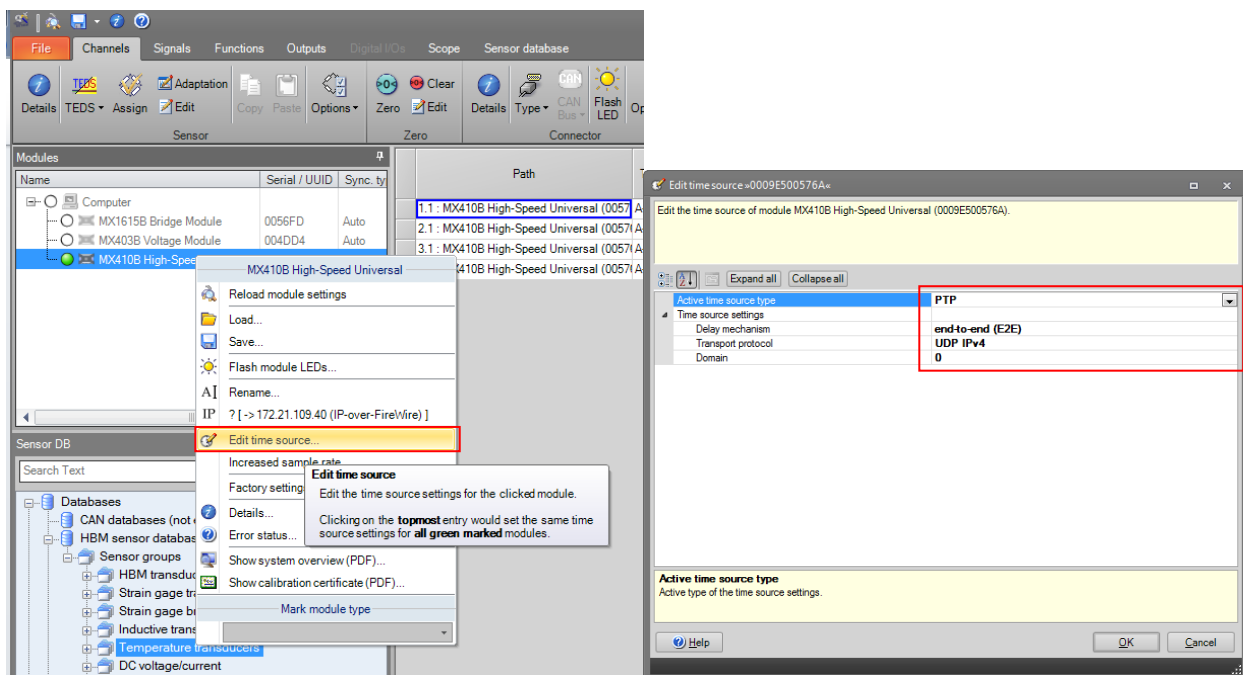 File Channels Signals Functions Outputs Digital I/Os Scope Sensor database
Details TEDS Assign Adaptation Edit Copy Paste Options Zero Clear Edit Details Type CAN Bus Flash LED Op
Sensor Zero Connector
Modules
Name Serial / UUID Sync. ty
Computer
MX1615B Bridge Module 0056FD Auto
MX403B Voltage Module 004DD4 Auto
MX410B High-Spee
Path
1.1 : MX410B High-Speed Universal (0057 A
2.1 : MX410B High-Speed Universal (0057( A
3.1 : MX410B High-Speed Universal (0057( A
410B High-Speed Universal (0057( A
MX410B High-Speed Universal
Reload module settings
Load...
Save...
Flash module LEDs...
Rename...
IP ? [ -> 172.21.109.40 (IP-over-FireWire) ]
Edit time source...
Increased sample rate
Factory setting
Details...
Error status...
Show system overview (PDF)...
Show calibration certificate (PDF)...
Mark module type
Edit time source
Edit the time source settings for the clicked module.
Clicking on the topmost entry would set the same time
source settings for all green marked modules.
Sensor DB
Search Text
Databases
CAN databases (not
HBM sensor databas
Sensor groups
HBM transduc
Strain gage tra
Strain gage br
Inductive trans
Temperature transducers
DC voltage/current
Edit time source »0009E500576A«
Edit the time source of module MX410B High-Speed Universal (0009E500576A).
Expand all Collapse all
Active time source type PTP
Time source settings
Delay mechanism end-to-end (E2E)
Transport protocol UDP IPv4
Domain 0
Active time source type
Active type of the time source settings.
Help OK Cancel